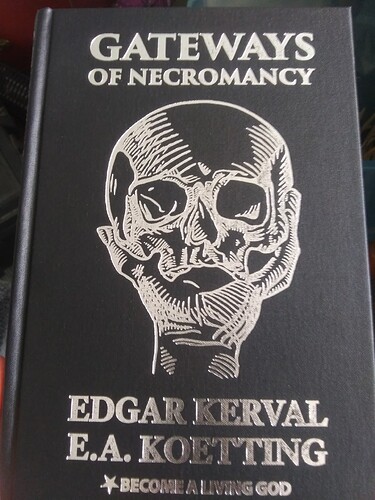 GATEWAYS
OF NECROMANCY
EDGAR KERVAL
E.A. KOETTING
BECOME A LIVING GOD